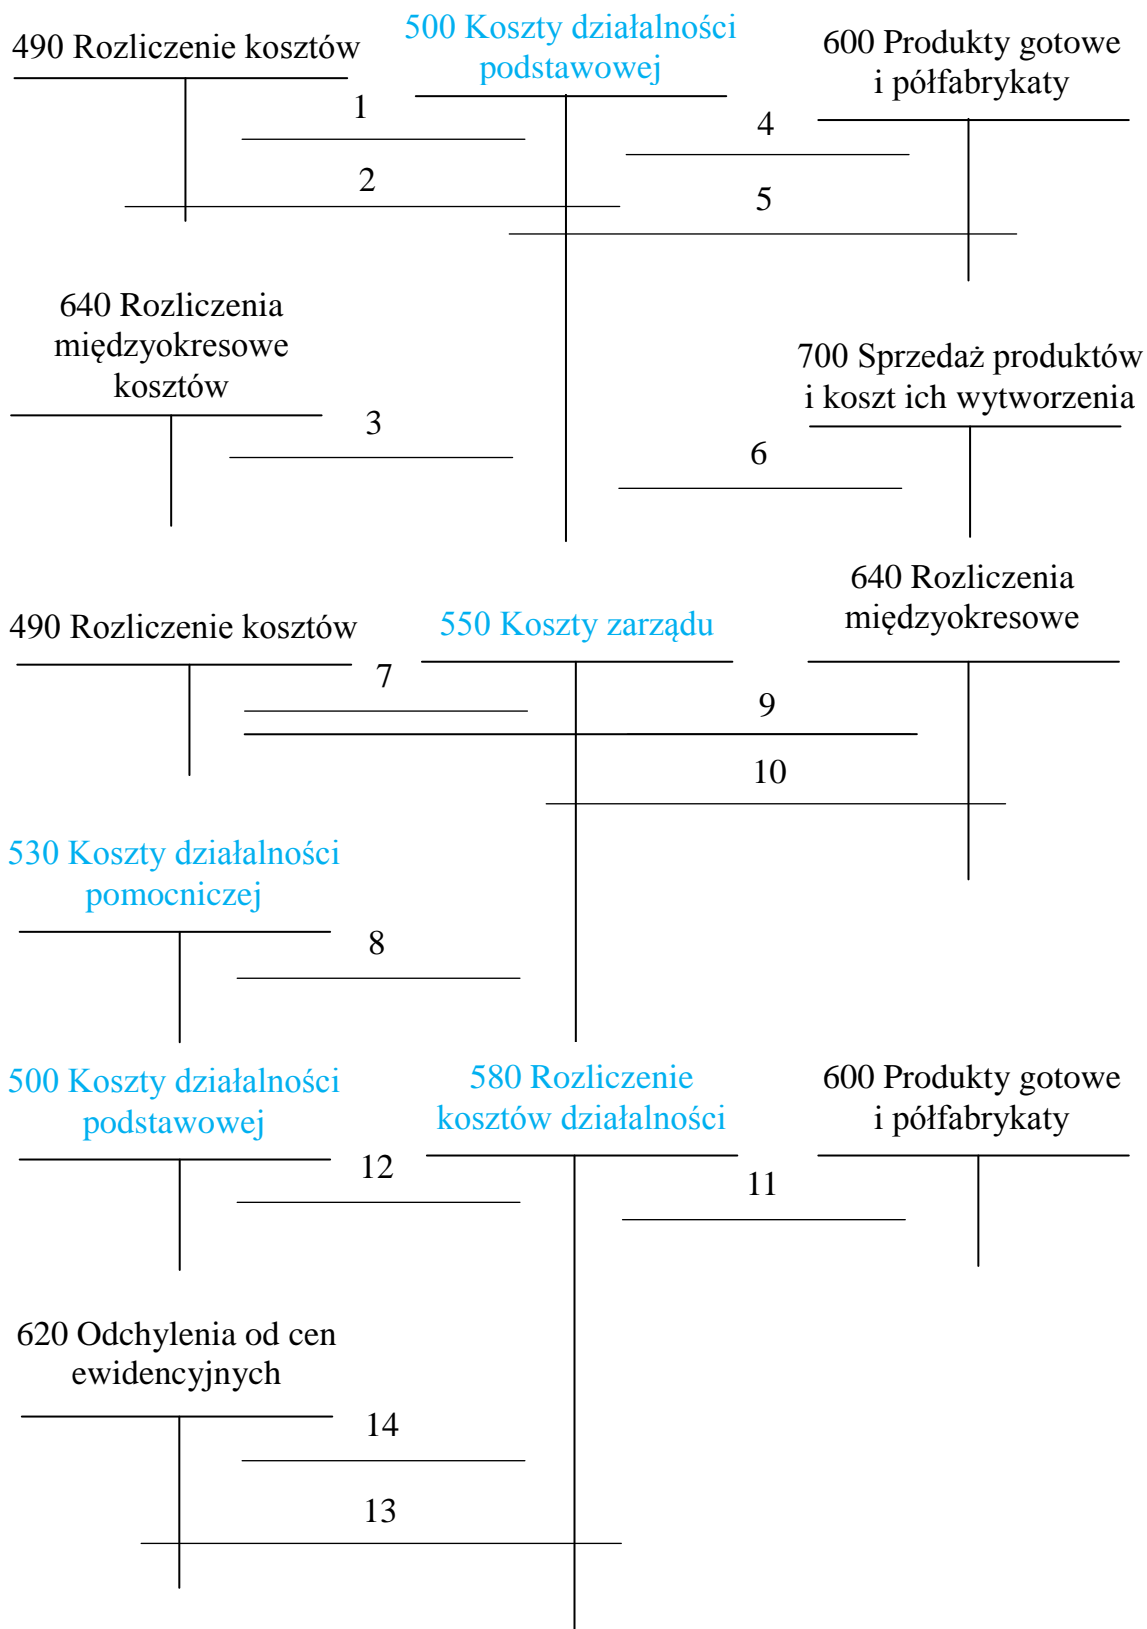 490 Rozliczenie kosztów
500 Koszty działalności
podstawowej
600 Produkty gotowe
i półfabrykaty
1
4
2
5
640 Rozliczenia
międzyokresowe
kosztów
700 Sprzedaż produktów
i koszt ich wytworzenia
3
6
490 Rozliczenie kosztów
550 Koszty zarządu
640 Rozliczenia
międzyokresowe
7
9
10
530 Koszty działalności
pomocniczej
8
500 Koszty działalności
podstawowej
580 Rozliczenie
kosztów działalności
600 Produkty gotowe
i półfabrykaty
12
11
620 Odchylenia od cen
ewidencyjnych
14
13